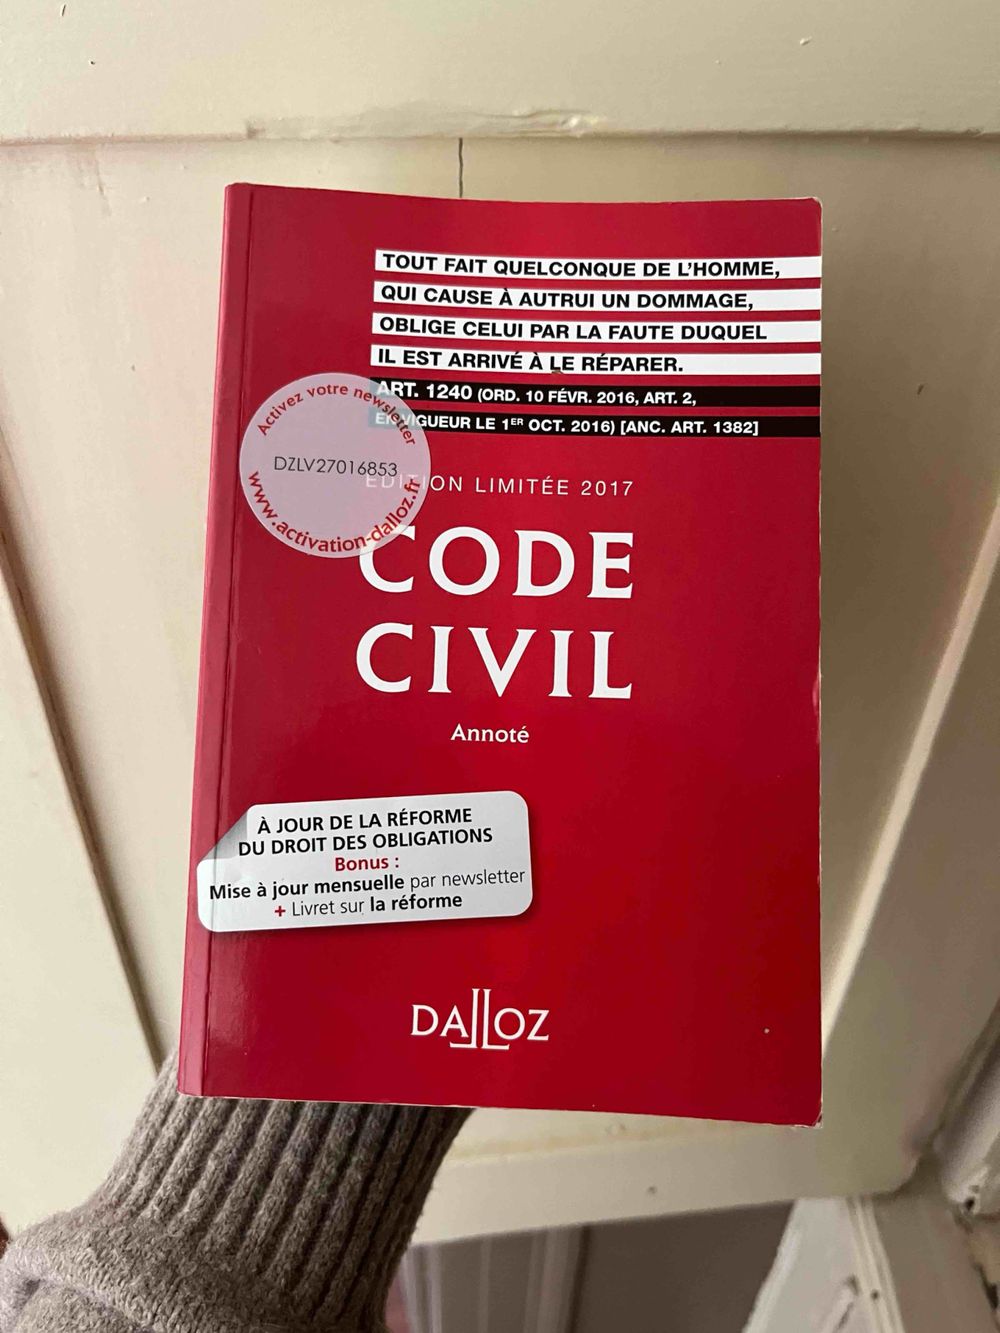 TOUT FAIT QUELCONQUE DE L'HOMME,
QUI CAUSE À AUTRUI UN DOMMAGE,
OBLIGE CELUI PAR LA FAUTE DUQUEL
IL EST ARRIVÉ À LE RÉPARER.
ART. 1240 (ORD. 10 FÉVR. 2016, ART. 2,
EN VIGUEUR LE 1ER OCT. 2016) [ANC. ART. 1382]
Activez votre newsletter
DZLV27016853
www.activation-dalloz.fr
ÉDITION LIMITÉE 2017
CODE
CIVIL
Annoté
À JOUR DE LA RÉFORME
DU DROIT DES OBLIGATIONS
Bonus :
Mise à jour mensuelle par newsletter
+ Livret sur la réforme
DALLOZ